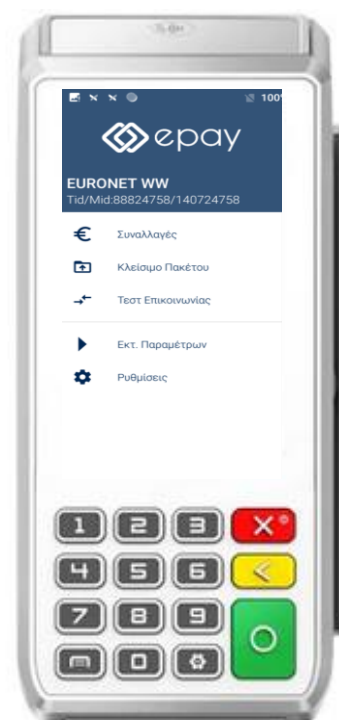 100%
epay
EURONET WW
Tid/Mid:88824758/140724758
Συναλλαγές
Κλείσιμο Πακέτου
Τεστ Επικοινωνίας
Εκτ. Παραμέτρων
Ρυθμίσεις
1 2 3 X
4 5 6 <
7 8 9
0